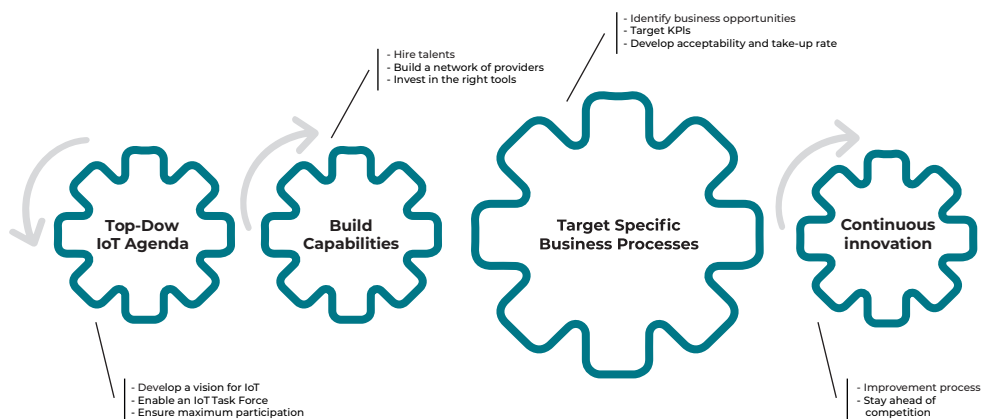 - Identify business opportunities
- Target KPIs
- Develop acceptability and take-up rate
- Hire talents
- Build a network of providers
- Invest in the right tools
Top-Dow
IoT Agenda
Build
Capabilities
Target Specific
Business Processes
Continuous
innovation
- Develop a vision for IoT
- Enable an IoT Task Force
- Ensure maximum participation
- Improvement process
- Stay ahead of
competition